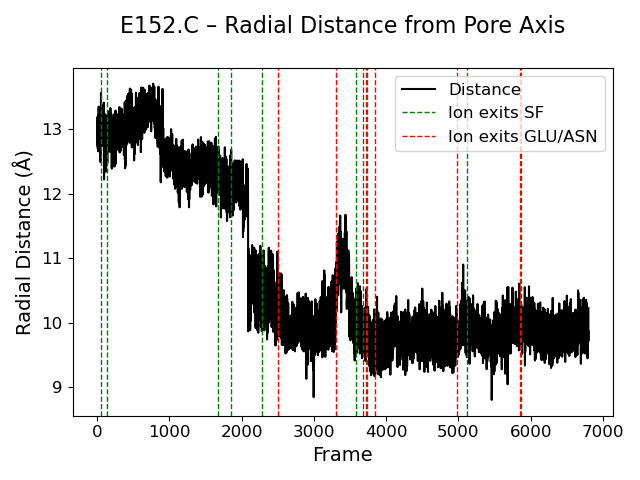 E152.C – Radial Distance from Pore Axis
Distance
Ion exits SF
Ion exits GLU/ASN
Radial Distance (Å)
13
12
11
10
9
0 1000 2000 3000 4000 5000 6000 7000
Frame